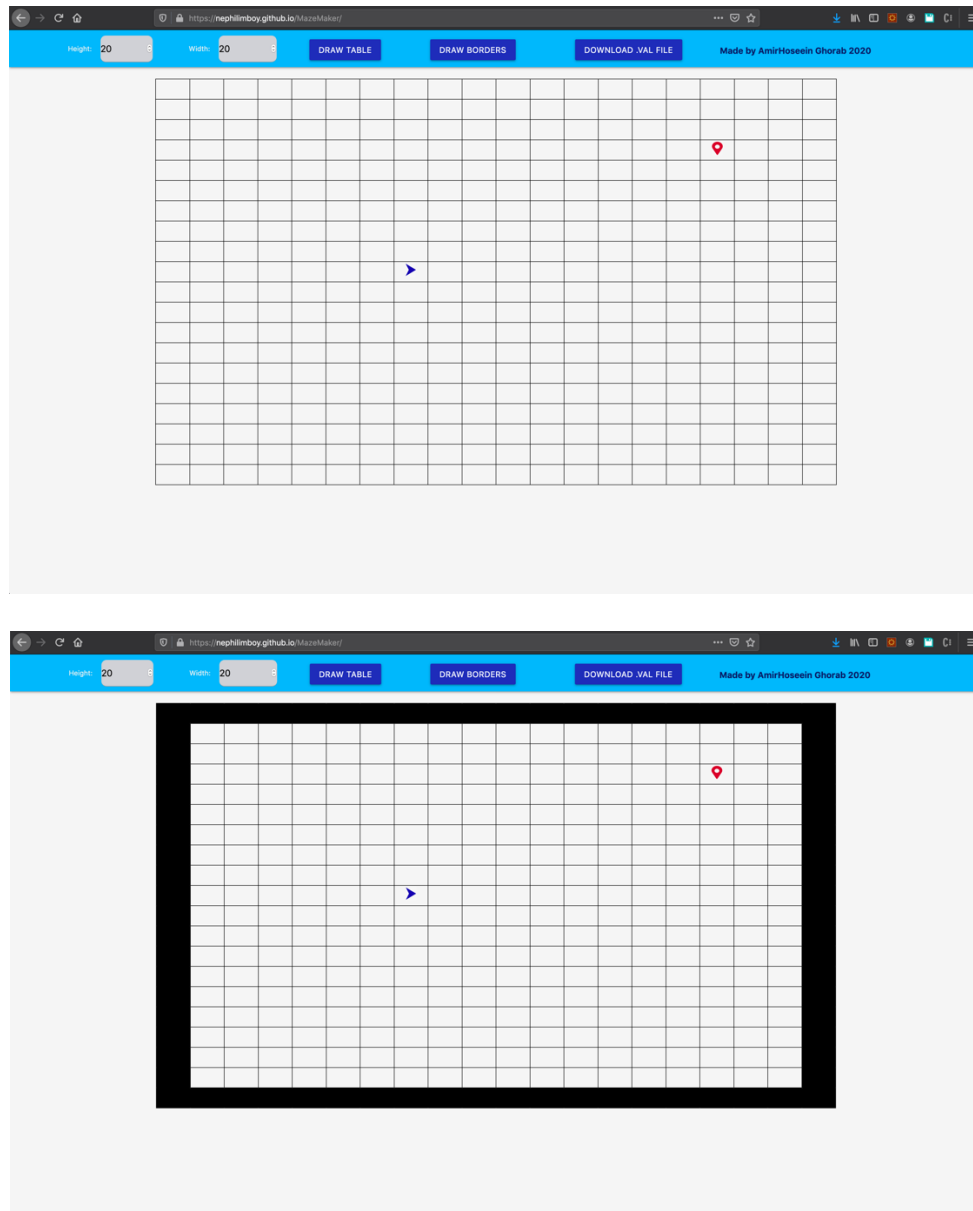 https://nephilimboy.github.io/MazeMaker/
Height: 20 Width: 20 DRAW TABLE DRAW BORDERS DOWNLOAD .VAL FILE Made by AmirHoseein Ghorab 2020
https://nephilimboy.github.io/MazeMaker/
Height: 20 Width: 20 DRAW TABLE DRAW BORDERS DOWNLOAD .VAL FILE Made by AmirHoseein Ghorab 2020